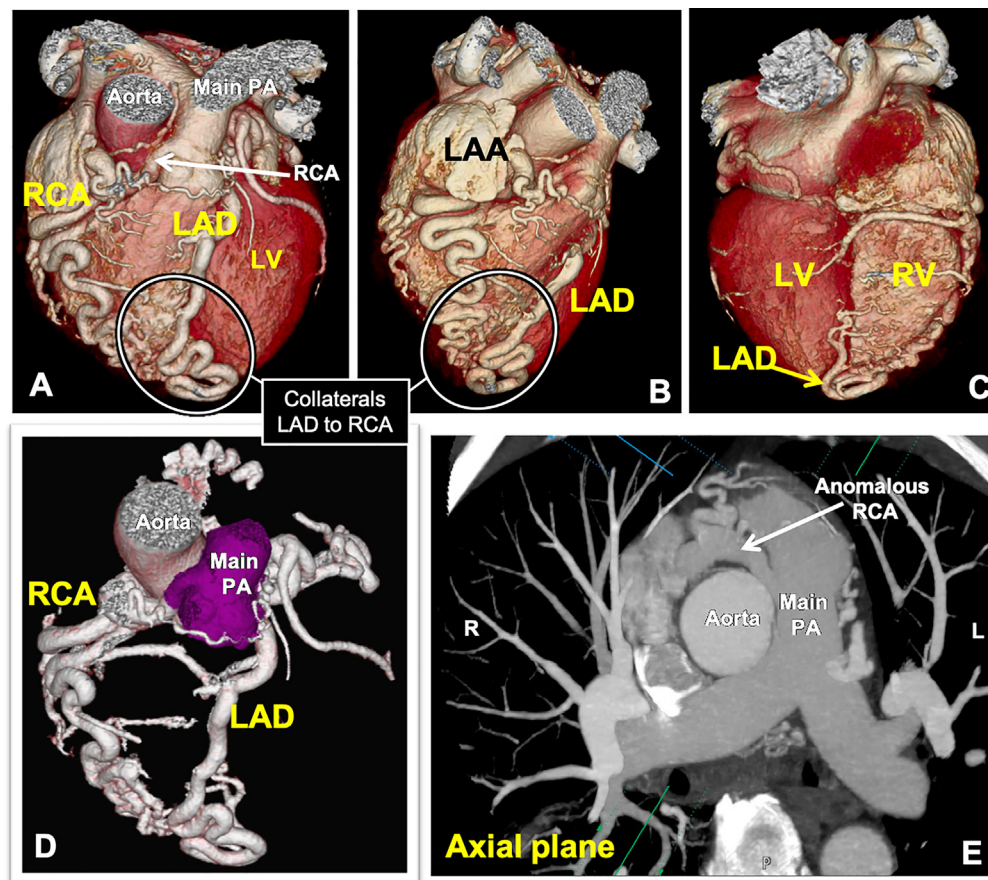 Aorta
Main PA
RCA
RCA
LAD
LV
A
LAA
LAD
B
LV
RV
LAD
C
Collaterals
LAD to RCA
Aorta
Main
PA
RCA
LAD
D
Anomalous
RCA
Aorta
Main
PA
R
L
Axial plane
P
E